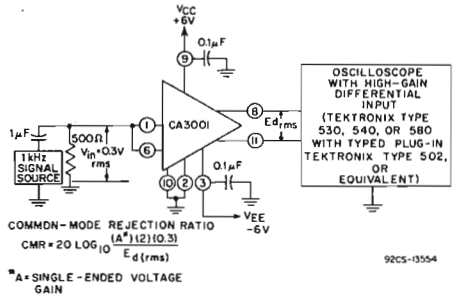 VCC
+6V
0.1µF
9
OSCILLOSCOPE
WITH HIGH-GAIN
DIFFERENTIAL
INPUT
(TEKTRONIX TYPE
530, 540, OR 580
WITH TYPED PLUG-IN
TEKTRONIX TYPE 502,
OR
EQUIVALENT)
8
Ed rms
11
CA3001
1
6
1µF
500Ω
Vin=0.3V
rms
1kHz
SIGNAL
SOURCE
10
2
3
0.1µF
VEE
-6V
COMMON-MODE REJECTION RATIO
CMR=20 LOG10 (A*)(2)(0.3)
Ed(rms)
*A=SINGLE-ENDED VOLTAGE
GAIN
92CS-13554